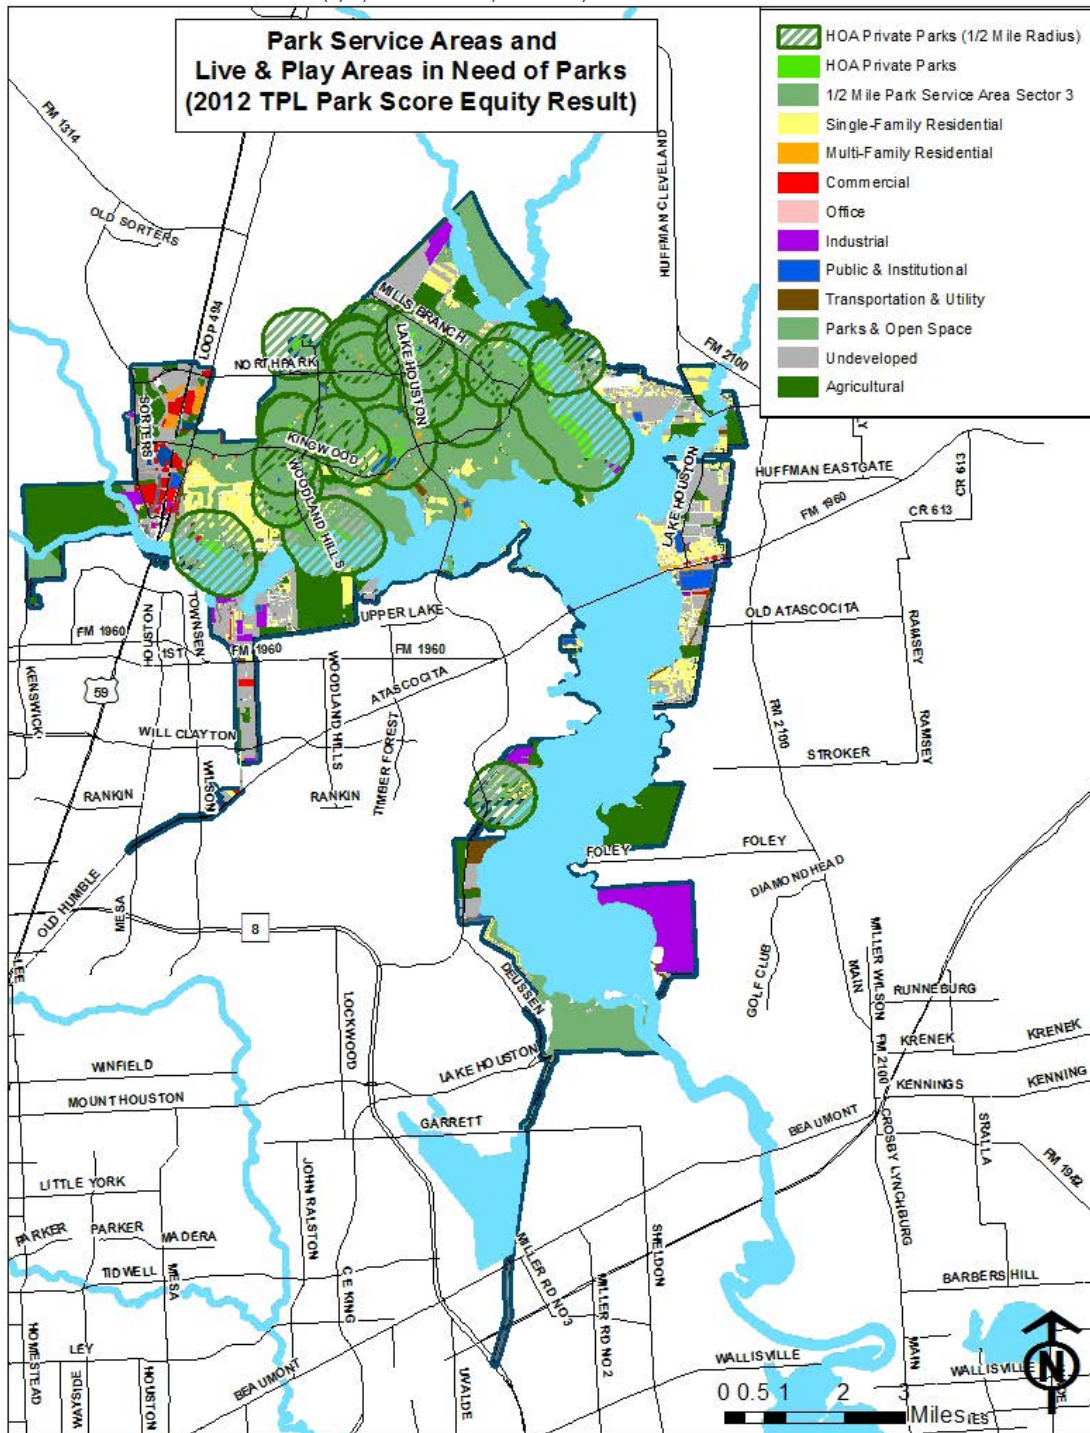 Park Service Areas and
Live & Play Areas in Need of Parks
(2012 TPL Park Score Equity Result)
HOA Private Parks (1/2 Mile Radius)
HOA Private Parks
1/2 Mile Park Service Area Sector 3
Single-Family Residential
Multi-Family Residential
Commercial
Office
Industrial
Public & Institutional
Transportation & Utility
Parks & Open Space
Undeveloped
Agricultural
FM 1314
OLD SORTERS
LOOP 494
HUFFMAN CLEVELAND
MILLS BRANCH
LAKE HOUSTON
NORTHPARK
FM 2100
SORTERS
KINGWOOD
WOODLAND HILLS
LAKE HOUSTON
HUFFMAN EASTGATE
FM 1960
CR 613
CR 613
UPPER LAKE
OLD ATASCOCITA
RAMSEY
RAMSEY
TOWNSEN
HOUSTON
FM 1960
1ST
FM 1960
FM 1960
KENSWICK
59
WOODLAND HILLS
ATASCOCITA
WILL CLAYTON
TIMBER FOREST
FM 2100
STROKER
WILSON
RANKIN
RANKIN
FOLEY
FOLEY
DIAMONDHEAD
OLD HUMBLE
MESA
8
LEE
GOLF CLUB
MAIN
MILLER WILSON
DEUSSEN
LOCKWOOD
RUNNEBURG
KRENEK
KRENEK
FM 2100
LAKE HOUSTON
WINFIELD
MOUNT HOUSTON
KENNINGS
KENNING
GARRETT
BEAUMONT
CROSBY LYNCHBURG
SRALLA
FM 1942
LITTLE YORK
JOHN RALSTON
PARKER
PARKER
MADERA
TIDWELL
MESA
C E KING
MILLER RD NO 3
MILLER RD NO 2
SHELDON
BARBERS HILL
HOMESTEAD
LEY
WAYSIDE
HOUSTON
BEAUMONT
UVALDE
WALLISVILLE
MAIN
WALLISVILLE
N
0 0.5 1 2 3
Miles